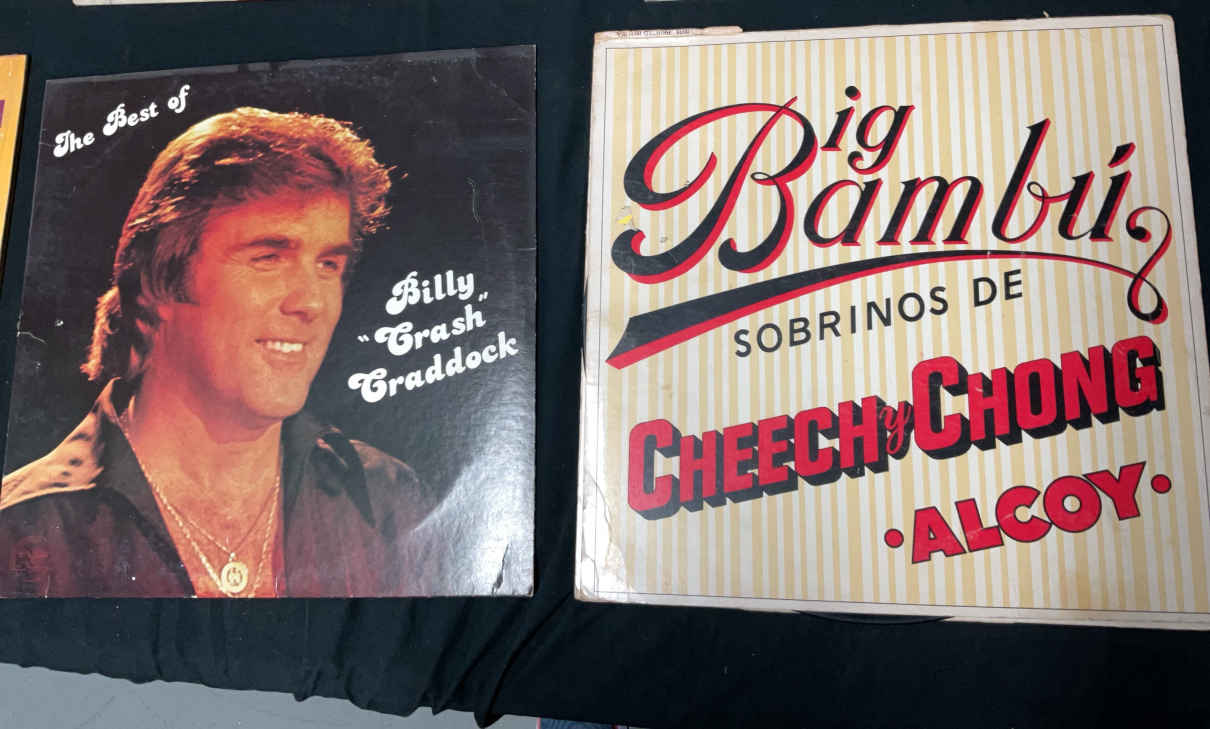 The Best of
Billy
"Crash"
Craddock
Big
Bambú
SOBRINOS DE
CHEECH y CHONG
• ALCOY •